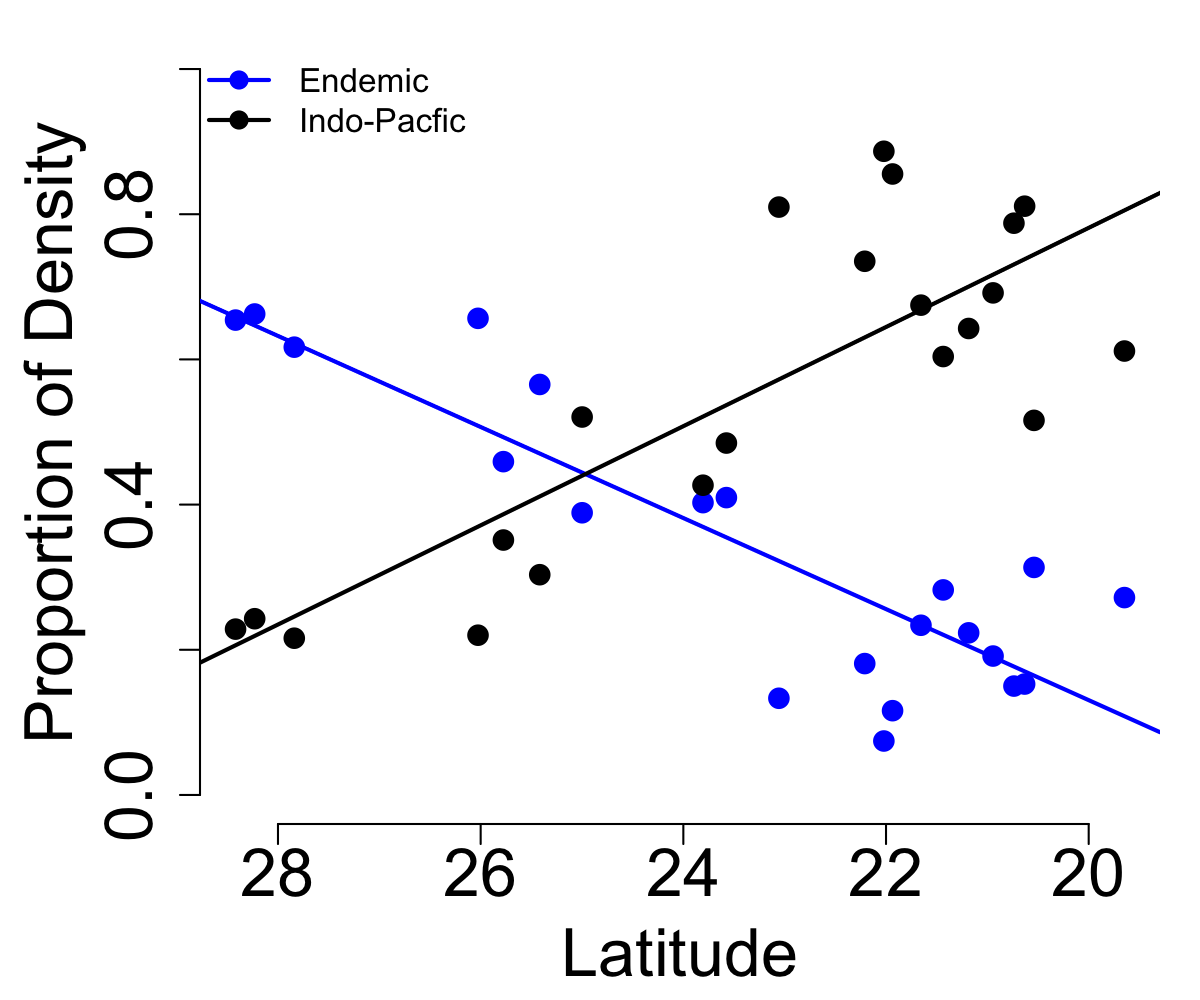 Endemic
Indo-Pacfic
Proportion of Density
0.8
0.4
0.0
28 26 24 22 20
Latitude